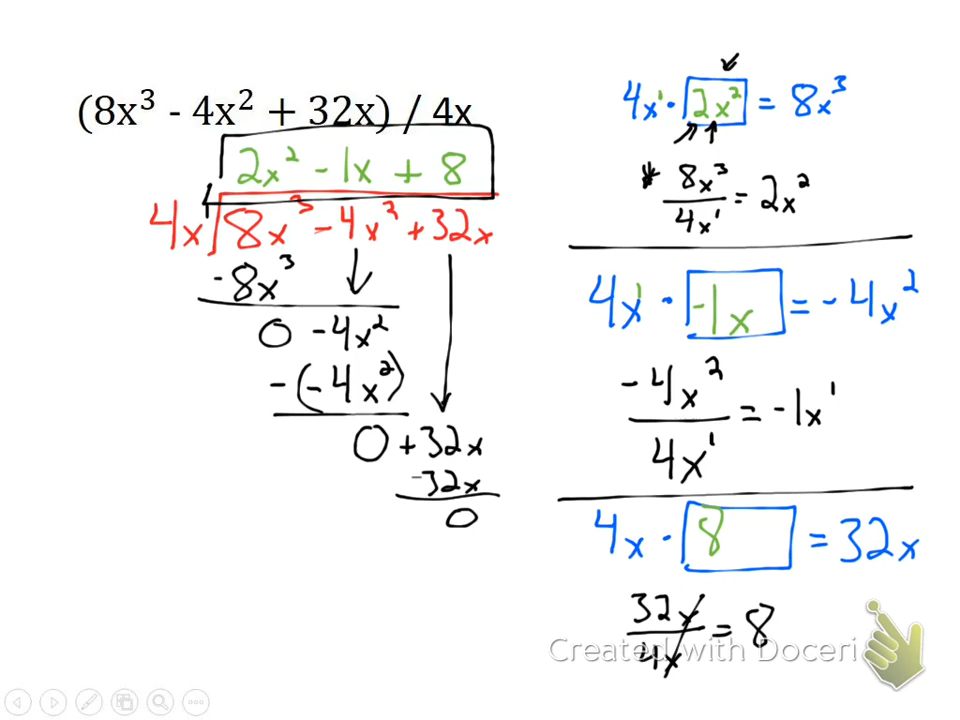 (8x³ - 4x² + 32x) / 4x
2x² - 1x + 8
4x 8x³ - 4x³ + 32x
- 8x³
0 - 4x²
- (- 4x²)
0 + 32x
- 32x
0
4x¹ · 2x² = 8x³
* 8x³ / 4x¹ = 2x²
4x¹ · -1x = - 4x²
- 4x² / 4x¹ = - 1x¹
4x · 8 = 32x
32x / 4x = 8
Created with Doceri